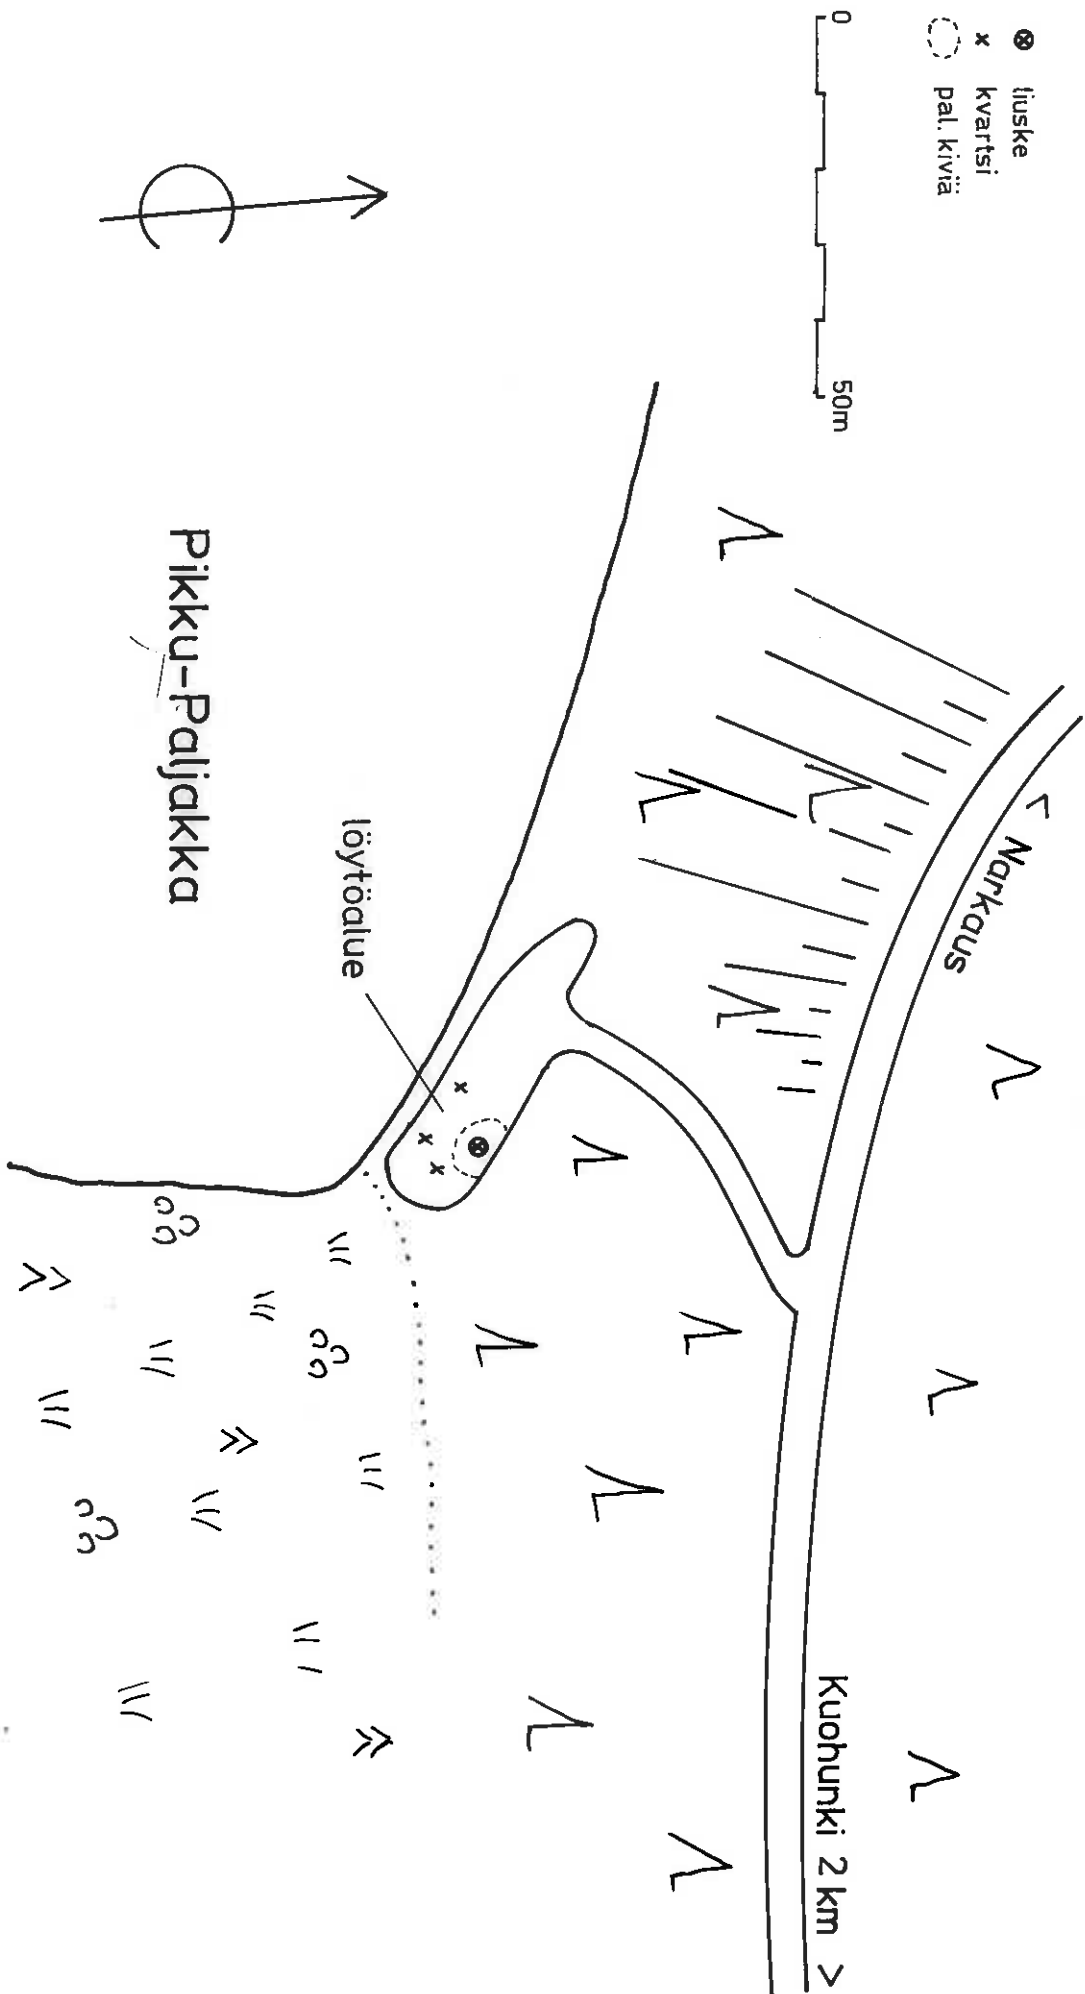 ⊗ liuske
x kvartsi
pal. kiviä
0 50m
< Narkaus
Kuohunki 2 km >
löytöalue
Pikku-Paljakka